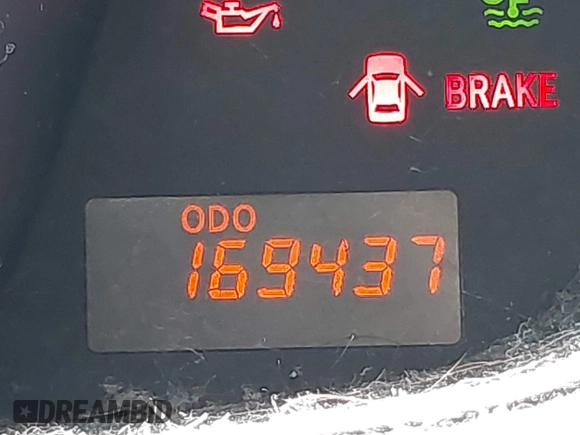 BRAKE
ODO
169437
DREAMBID